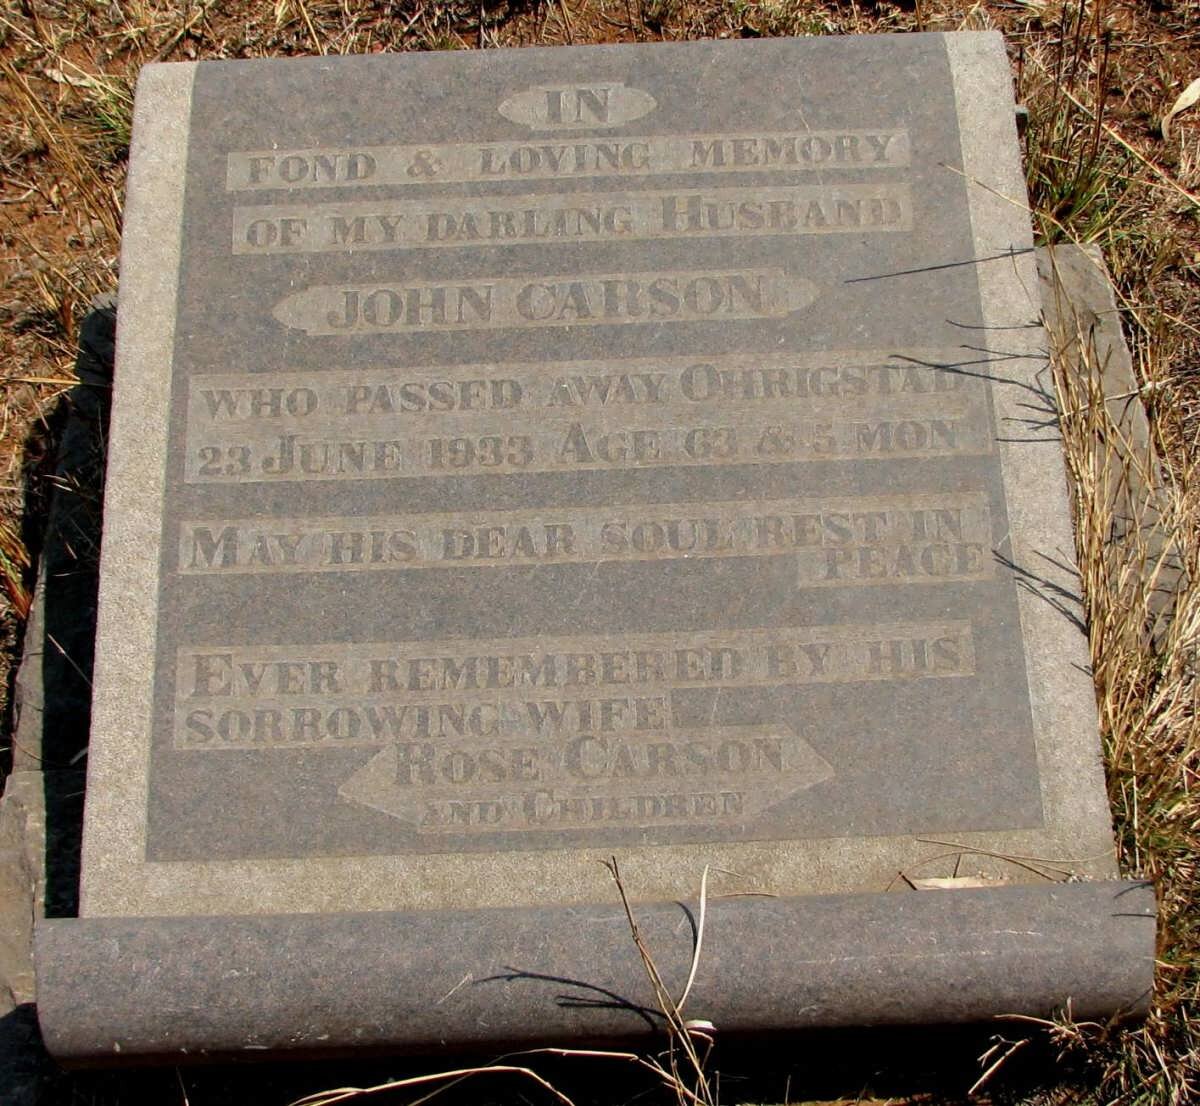 IN
FOND & LOVING MEMORY
OF MY DARLING HUSBAND
JOHN CARSON
WHO PASSED AWAY OHRIGSTAD
23 JUNE 1933 AGE 63 & 5 MON
MAY HIS DEAR SOUL REST IN
PEACE
EVER REMEMBERED BY HIS
SORROWING WIFE
ROSE CARSON
AND CHILDREN